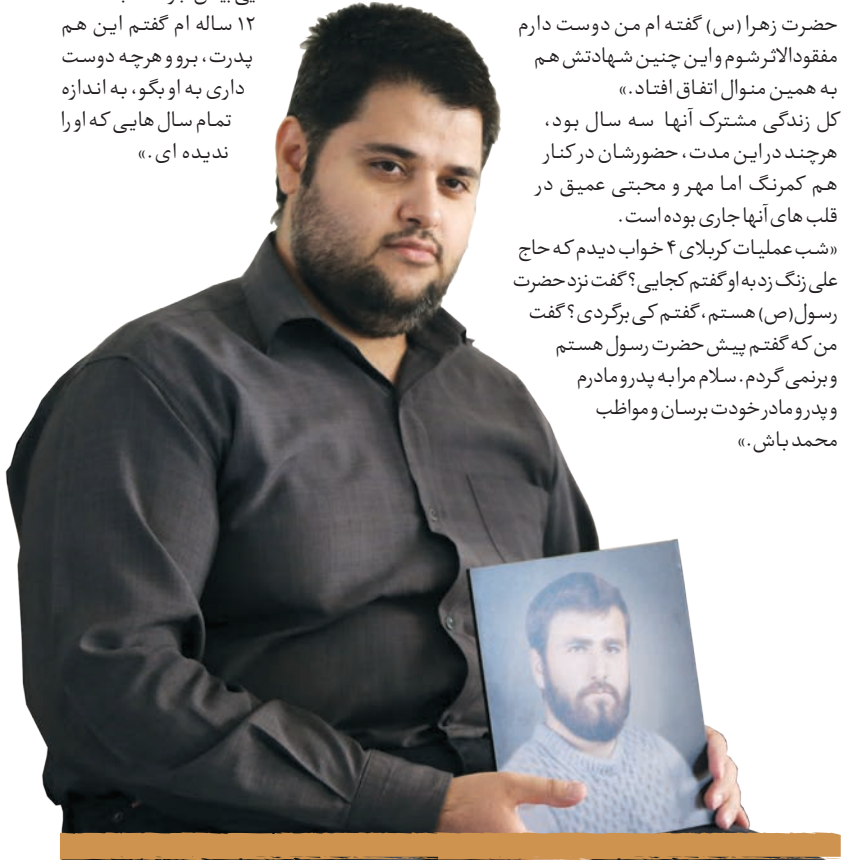 حضرت زهرا (س) گفته ام من دوست دارم
مفقودالاثر شوم و این چنین شهادتش هم
به همین منوال اتفاق افتاد.»
کل زندگی مشترک آنها سه سال بود،
هرچند در این مدت، حضورشان در کنار
هم کمرنگ اما مهر و محبتی عمیق در
قلب های آنها جاری بوده است.
«شب عملیات کربلای ۴ خواب دیدم که حاج
علی زنگ زد به او گفتم کجایی؟ گفت نزد حضرت
رسول (ص) هستم، گفتم کی برگردی؟ گفت
من که گفتم پیش حضرت رسول هستم
و برنمی گردم. سلام مرا به پدر و مادرم
و پدر و مادر خودت برسان و مواظب
محمد باش.»
۱۲ ساله ام گفتم این هم
پدرت، برو و هرچه دوست
داری به او بگو، به اندازه
تمام سال هایی که او را
ندیده ای.»